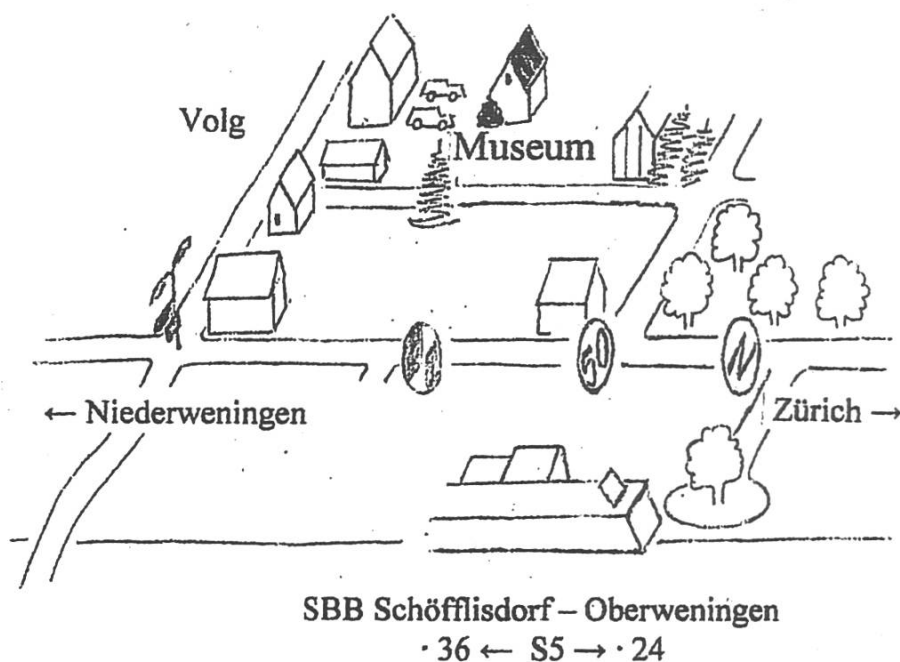 Volg
Museum
← Niederweningen
Zürich →
SBB Schöfflisdorf – Oberweningen
· 36 ← S5 → · 24